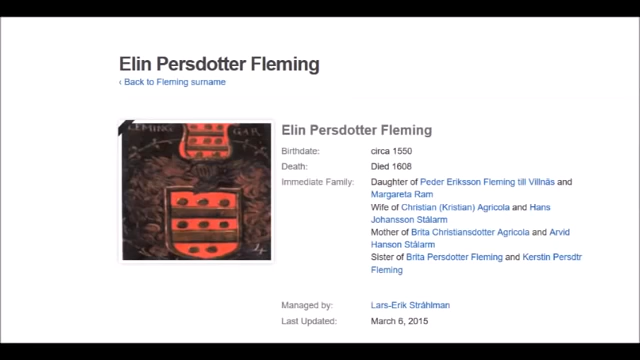 Elin Persdotter Fleming
‹ Back to Fleming surname
Elin Persdotter Fleming
Birthdate: circa 1550
Death: Died 1608
Immediate Family: Daughter of Peder Eriksson Fleming till Villnäs and
Margareta Ram
Wife of Christian (Kristian) Agricola and Hans
Johansson Stålarm
Mother of Brita Christiansdotter Agricola and Arvid
Hanson Stålarm
Sister of Brita Persdotter Fleming and Kerstin Persdtr
Fleming
Managed by: Lars-Erik Stråhlman
Last Updated: March 6, 2015